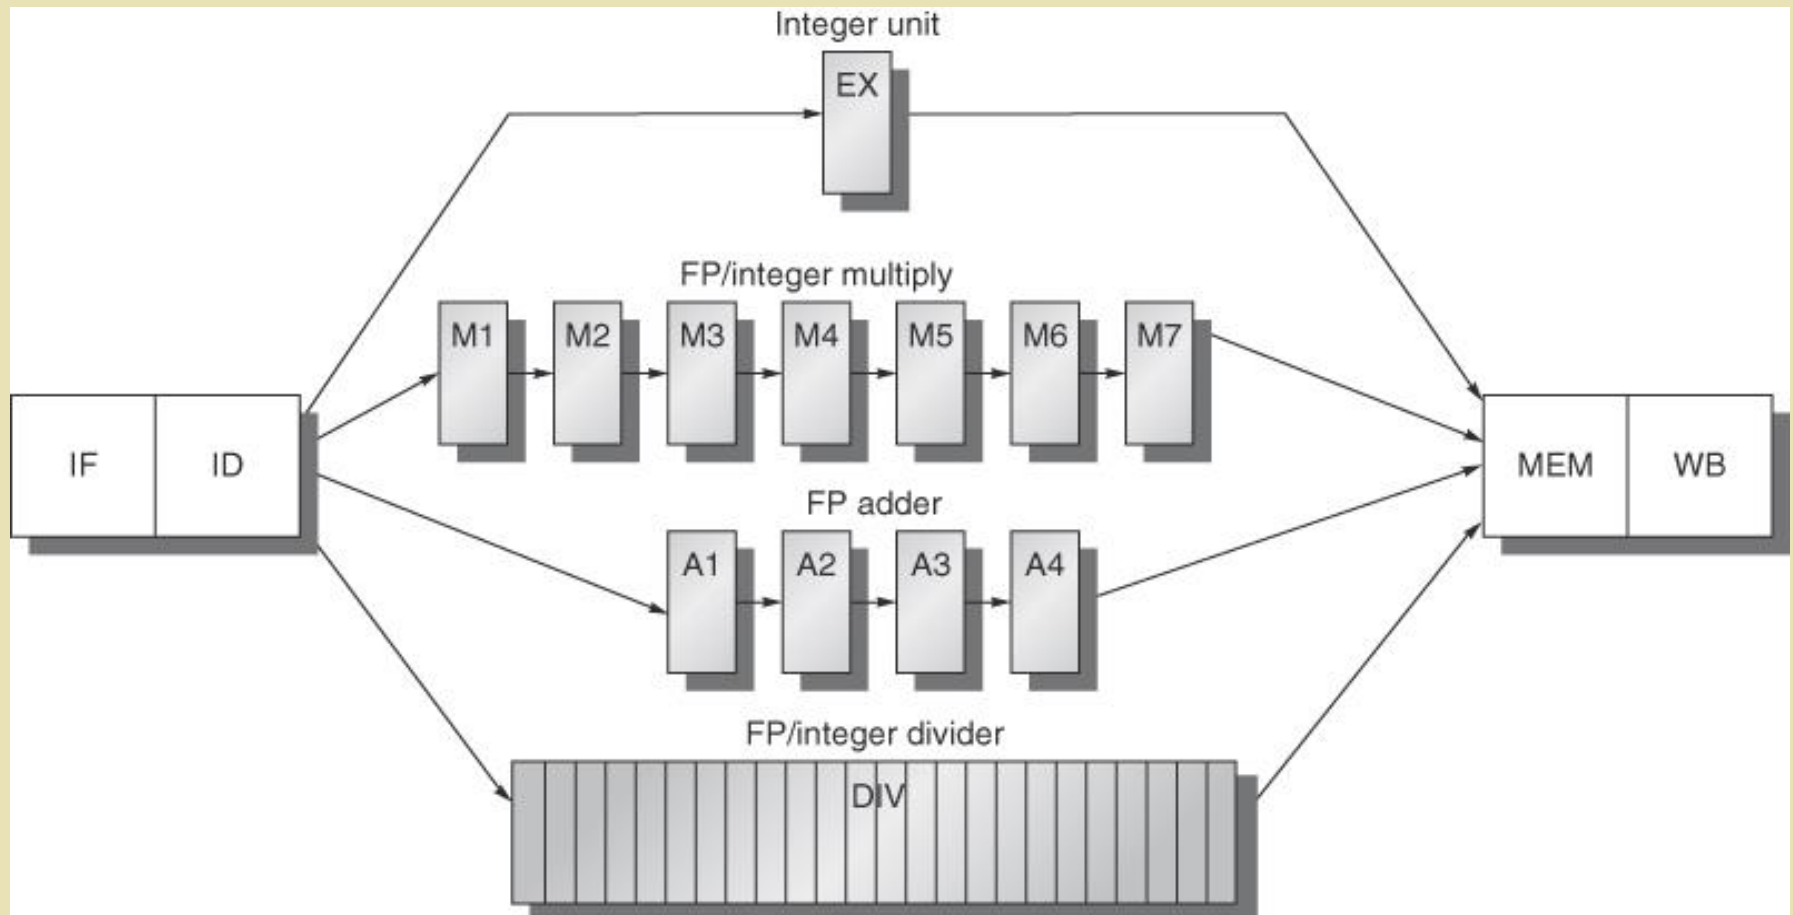 Integer unit
EX
FP/integer multiply
M1 M2 M3 M4 M5 M6 M7
IF ID
MEM WB
FP adder
A1 A2 A3 A4
FP/integer divider
DIV